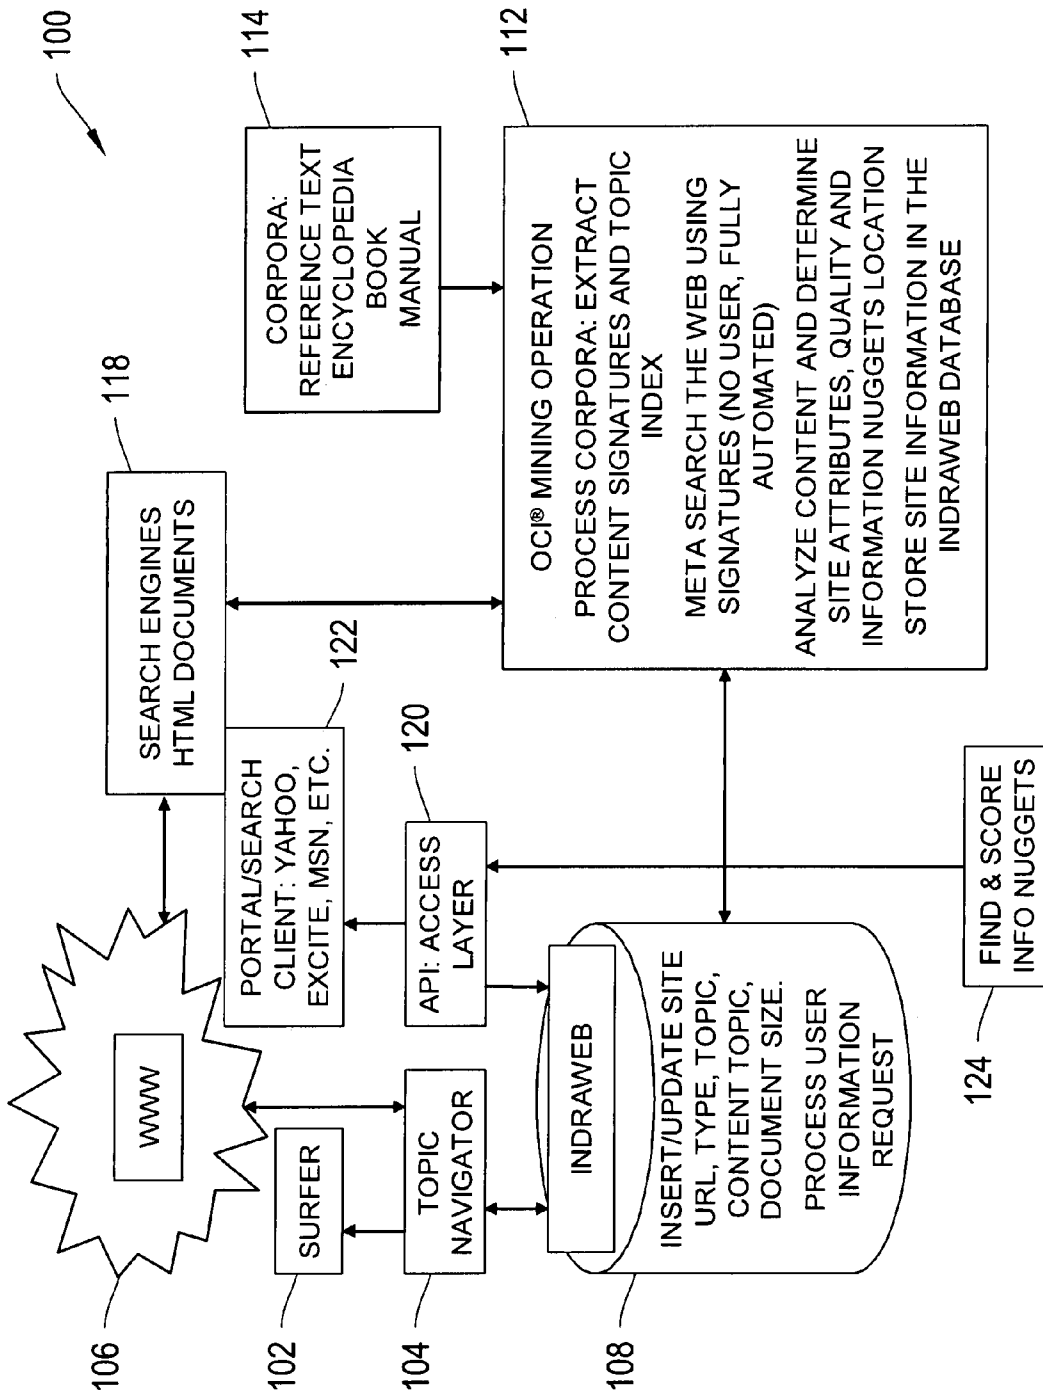 100
114
CORPORA:
REFERENCE TEXT
ENCYCLOPEDIA
BOOK
MANUAL
112
OCI® MINING OPERATION
PROCESS CORPORA: EXTRACT
CONTENT SIGNATURES AND TOPIC
INDEX
META SEARCH THE WEB USING
SIGNATURES (NO USER, FULLY
AUTOMATED)
ANALYZE CONTENT AND DETERMINE
SITE ATTRIBUTES, QUALITY AND
INFORMATION NUGGETS LOCATION
STORE SITE INFORMATION IN THE
INDRAWEB DATABASE
118
SEARCH ENGINES
HTML DOCUMENTS
122
PORTAL/SEARCH
CLIENT: YAHOO,
EXCITE, MSN, ETC.
120
API: ACCESS
LAYER
WWW
106
SURFER
102
TOPIC
NAVIGATOR
104
INDRAWEB
INSERT/UPDATE SITE
URL, TYPE, TOPIC,
CONTENT TOPIC,
DOCUMENT SIZE.
PROCESS USER
INFORMATION
REQUEST
108
FIND & SCORE
INFO NUGGETS
124